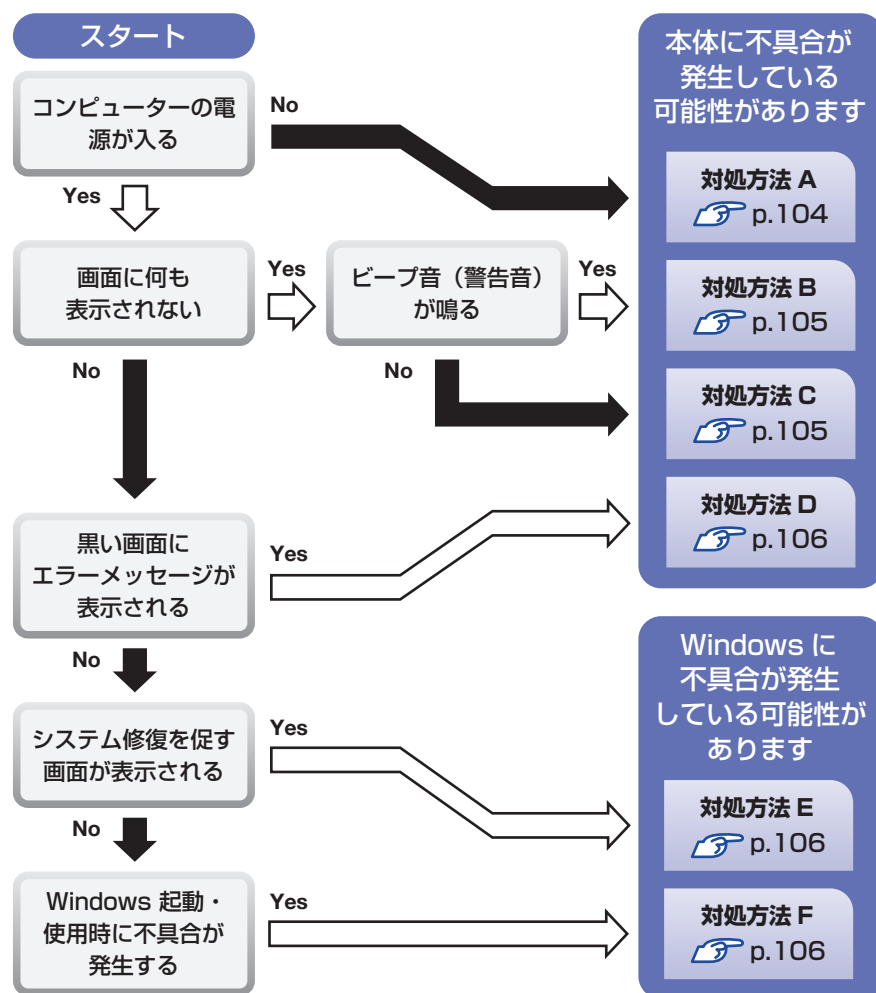 スタート
コンピューターの電
源が入る
No
Yes
画面に何も
表示されない
Yes
ビープ音（警告音）
が鳴る
Yes
No
No
黒い画面に
エラーメッセージが
表示される
Yes
No
システム修復を促す
画面が表示される
Yes
No
Windows 起動・
使用時に不具合が
発生する
Yes
本体に不具合が
発生している
可能性があります
対処方法 A
p.104
対処方法 B
p.105
対処方法 C
p.105
対処方法 D
p.106
Windows に
不具合が発生
している可能性が
あります
対処方法 E
p.106
対処方法 F
p.106